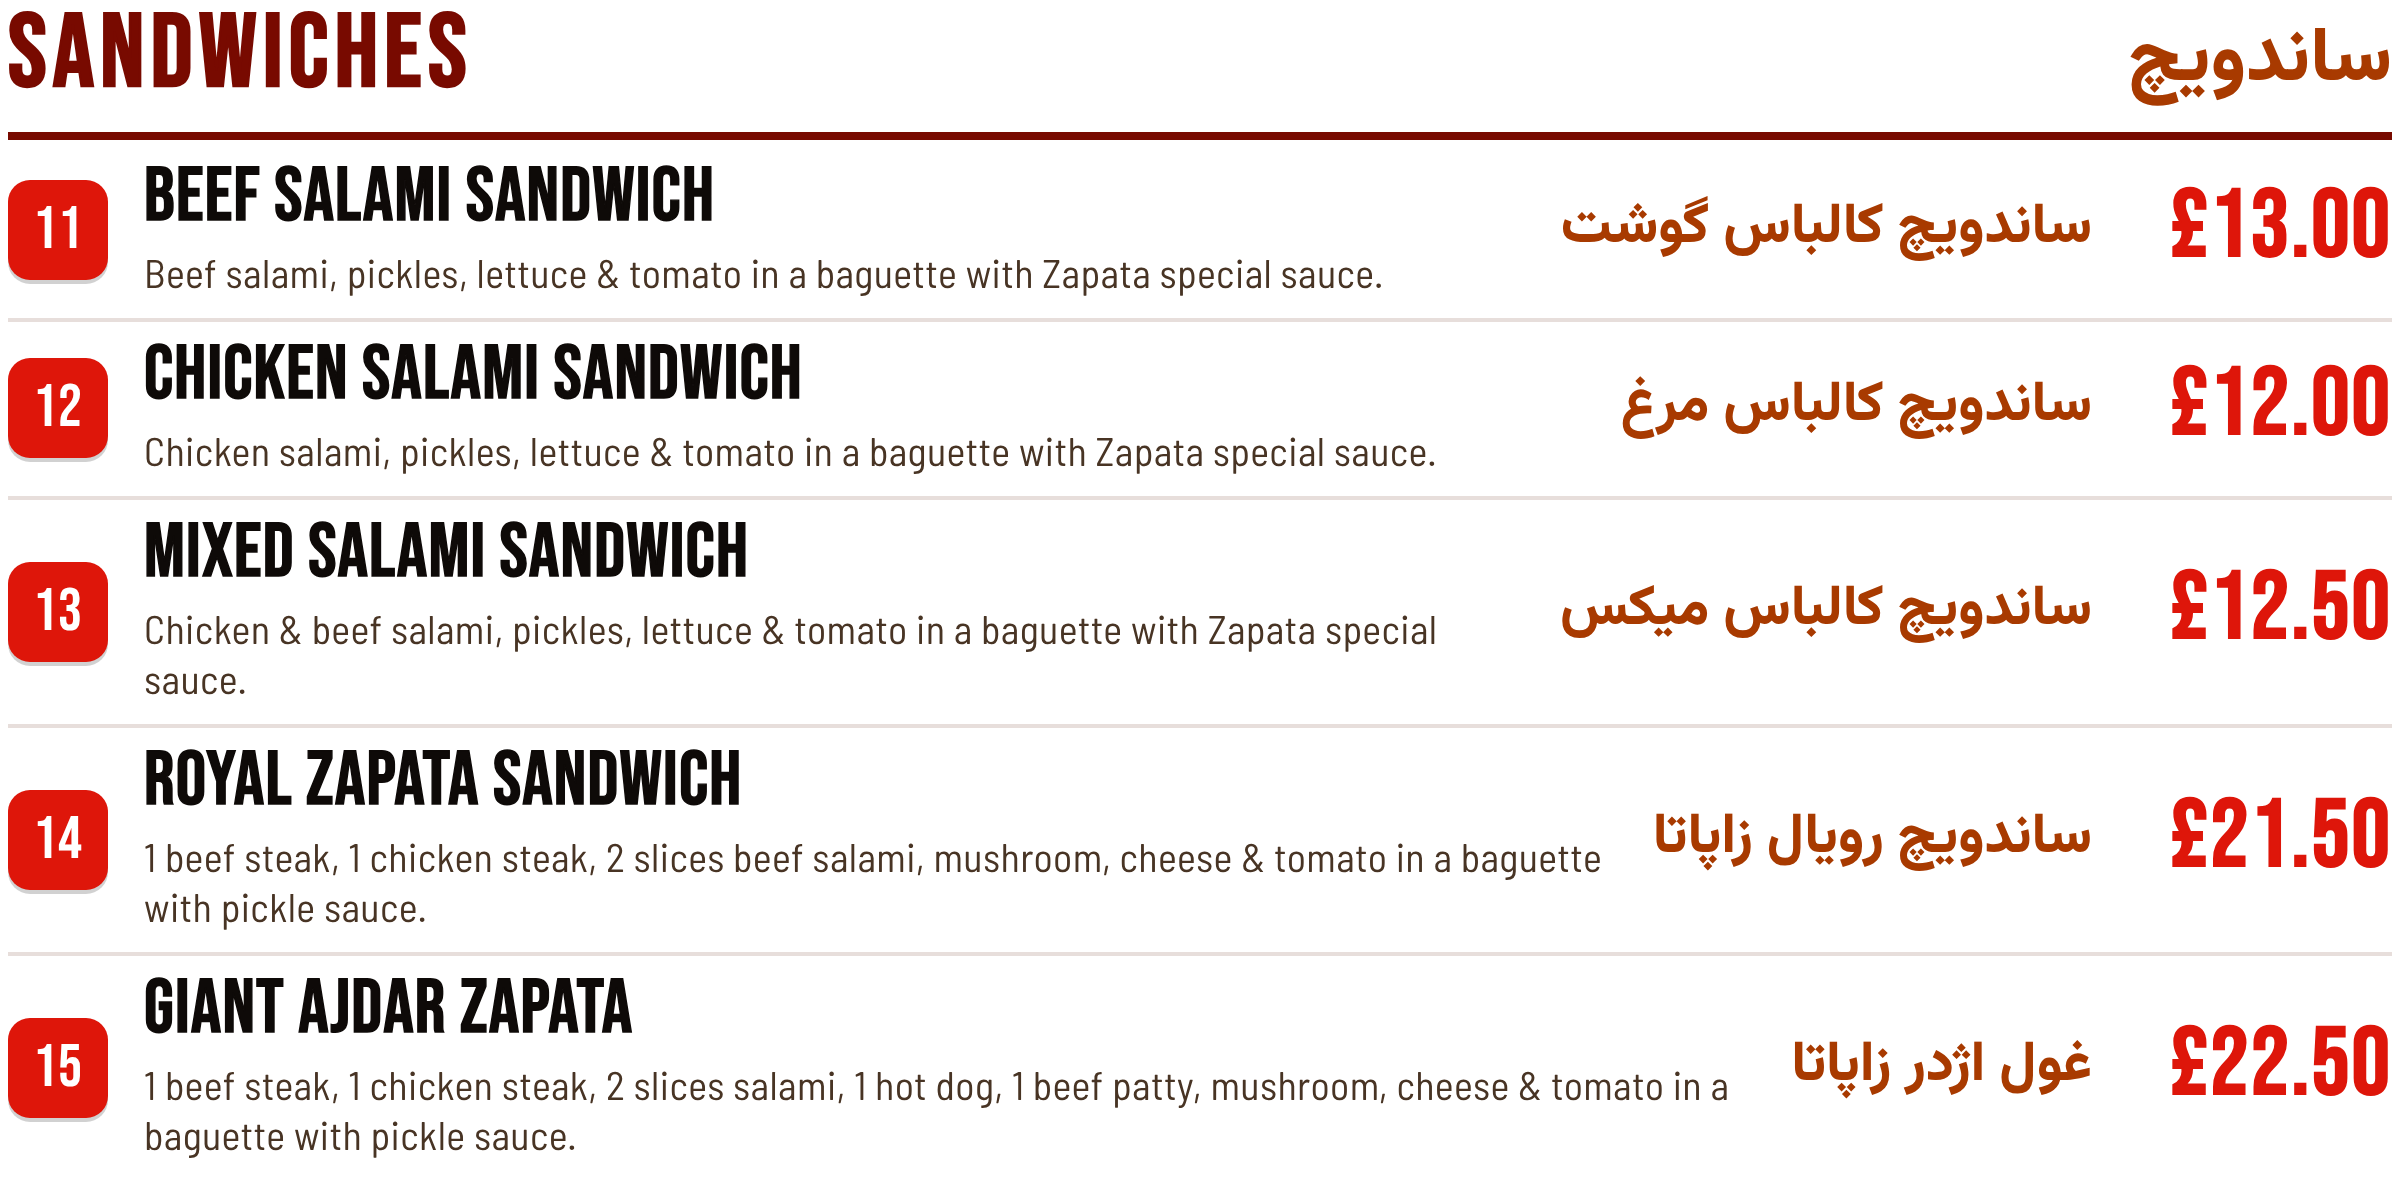 SANDWICHES
ساندویچ
11
BEEF SALAMI SANDWICH
Beef salami, pickles, lettuce & tomato in a baguette with Zapata special sauce.
ساندویچ کالباس گوشت
£13.00
12
CHICKEN SALAMI SANDWICH
Chicken salami, pickles, lettuce & tomato in a baguette with Zapata special sauce.
ساندویچ کالباس مرغ
£12.00
13
MIXED SALAMI SANDWICH
Chicken & beef salami, pickles, lettuce & tomato in a baguette with Zapata special
sauce.
ساندویچ کالباس میکس
£12.50
14
ROYAL ZAPATA SANDWICH
1 beef steak, 1 chicken steak, 2 slices beef salami, mushroom, cheese & tomato in a baguette
with pickle sauce.
ساندویچ رویال زاپاتا
£21.50
15
GIANT AJDAR ZAPATA
1 beef steak, 1 chicken steak, 2 slices salami, 1 hot dog, 1 beef patty, mushroom, cheese & tomato in a
baguette with pickle sauce.
غول اژدر زاپاتا
£22.50